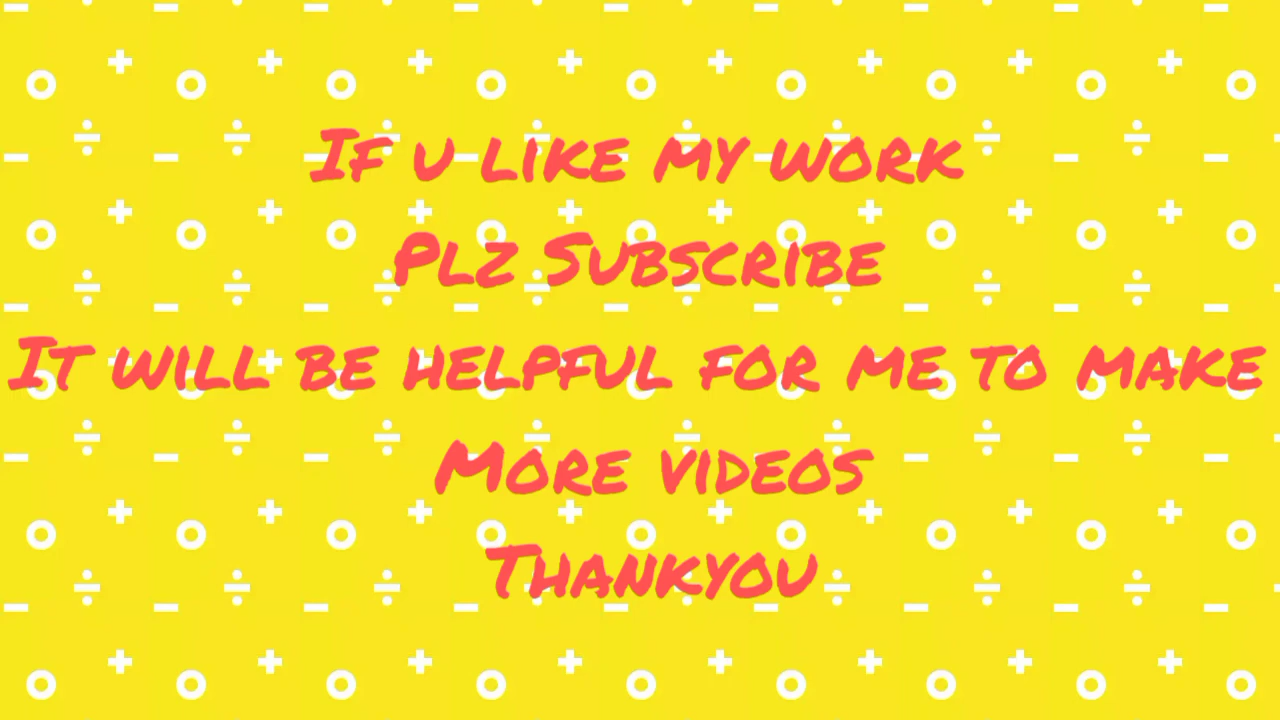 If u like my work
Plz Subscribe
It will be helpful for me to make
More videos
Thankyou